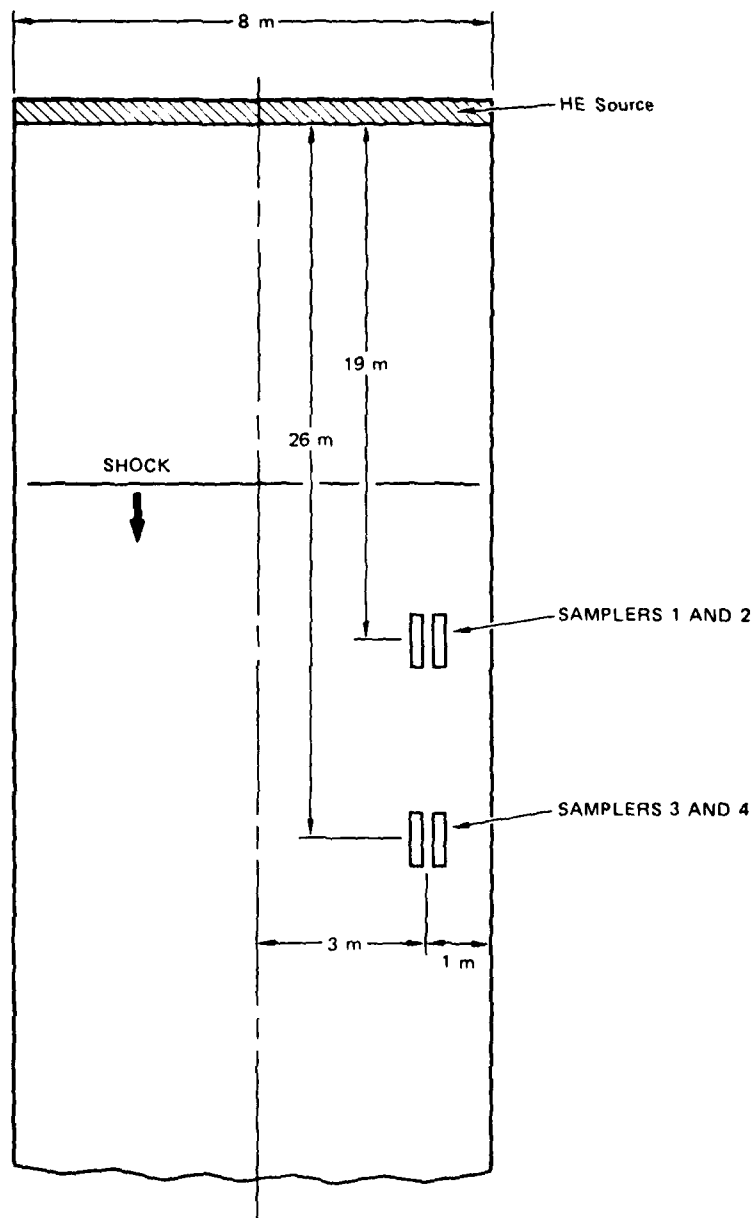 8 m
HE Source
19 m
26 m
SHOCK
SAMPLERS 1 AND 2
SAMPLERS 3 AND 4
3 m
1 m